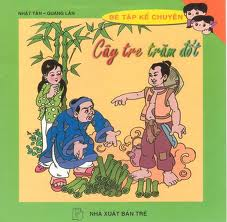 NHẬT TÂN - QUANG LÂN
BÉ TẬP KỂ CHUYỆN
Cây tre trăm đốt
NHÀ XUẤT BẢN TRẺ